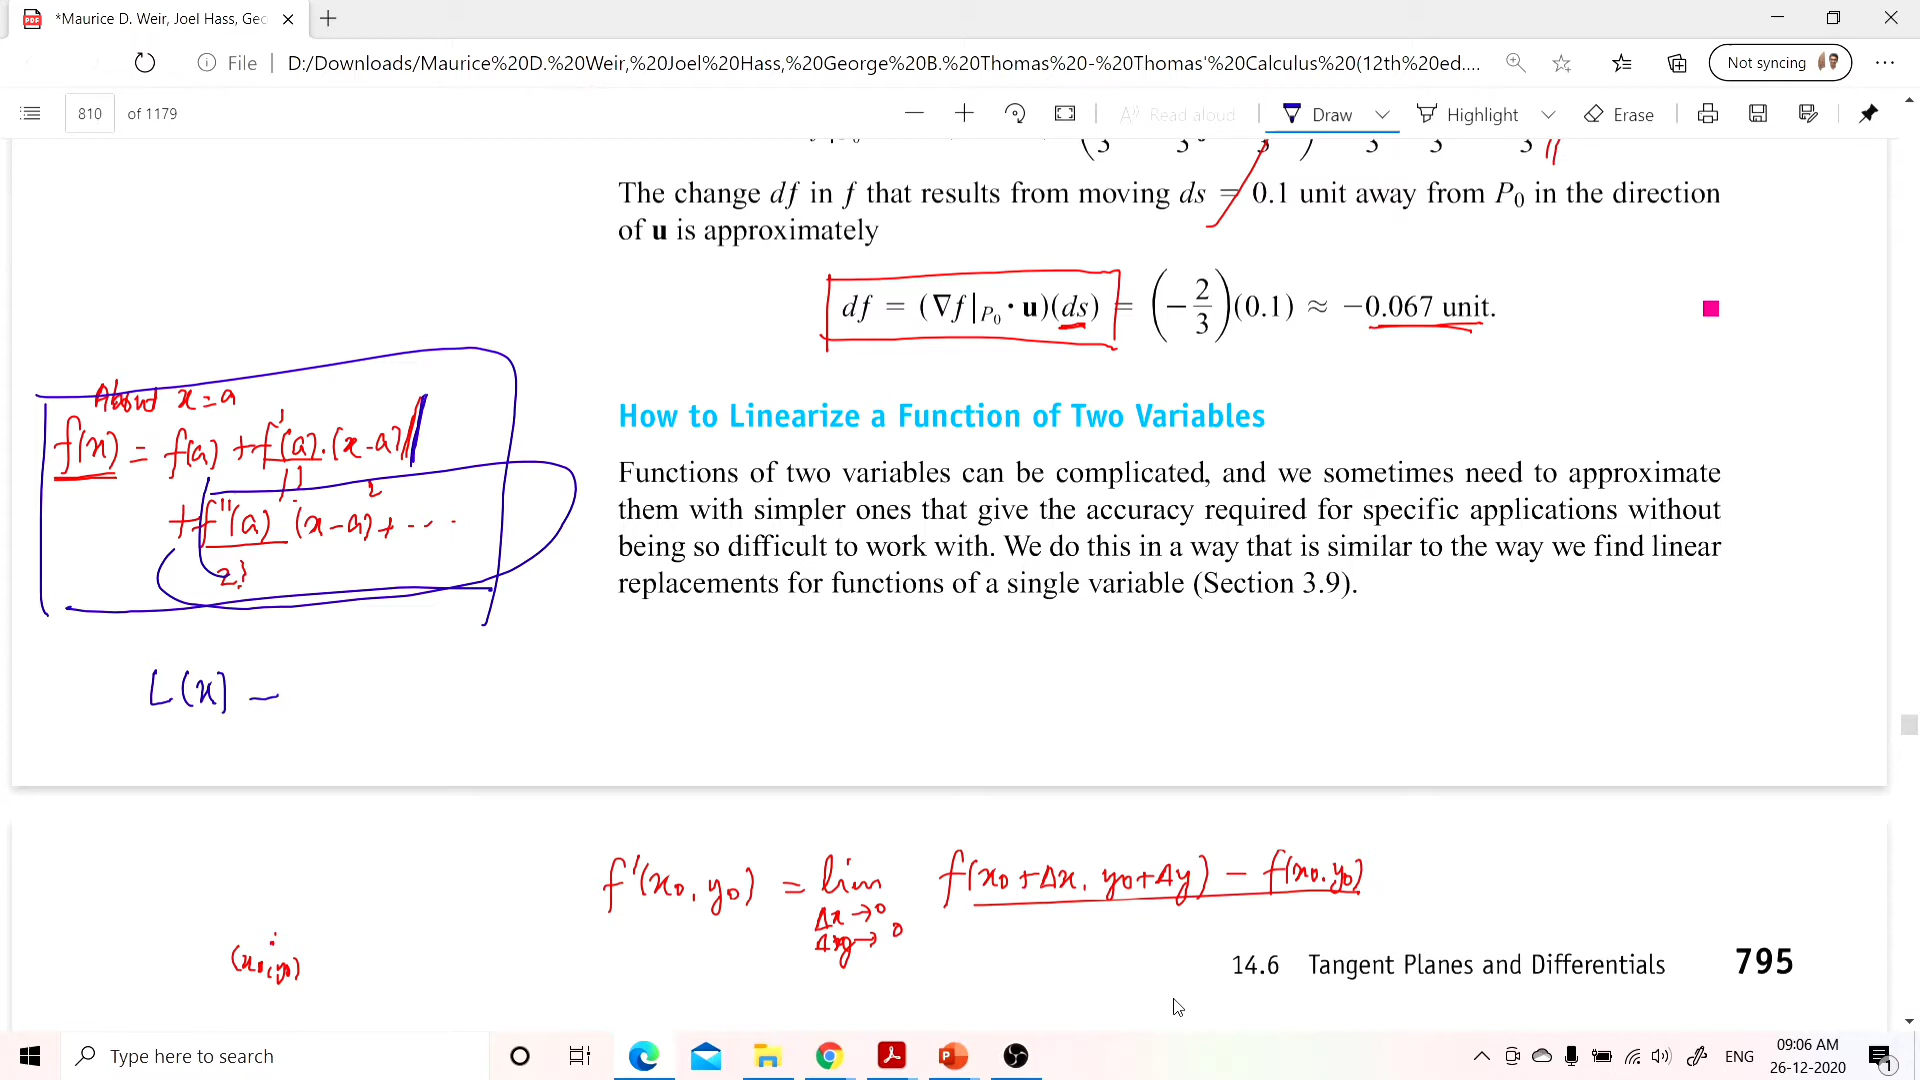 *Maurice D. Weir, Joel Hass, Geo
File
D:/Downloads/Maurice%20D.%20Weir,%20Joel%20Hass,%20George%20B.%20Thomas%20-%20Thomas'%20Calculus%20(12th%20ed....
Not syncing
810 of 1179
Read aloud
Draw
Highlight
Erase
The change df in f that results from moving ds = 0.1 unit away from P₀ in the direction
of u is approximately
df = (∇f|P₀ · u)(ds) = (−2/3)(0.1) ≈ −0.067 unit.
About x = a
f(x) = f(a) + f'(a)/1! . (x-a)
+ f''(a)/2! (x-a)² + ....
L(x) =
How to Linearize a Function of Two Variables
Functions of two variables can be complicated, and we sometimes need to approximate
them with simpler ones that give the accuracy required for specific applications without
being so difficult to work with. We do this in a way that is similar to the way we find linear
replacements for functions of a single variable (Section 3.9).
f'(x₀, y₀) = lim f(x₀+Δx, y₀+Δy) − f(x₀,y₀)
Δx→0
Δy→0
(x₀,y₀)
14.6 Tangent Planes and Differentials 795
Type here to search
ENG
09:06 AM
26-12-2020
1